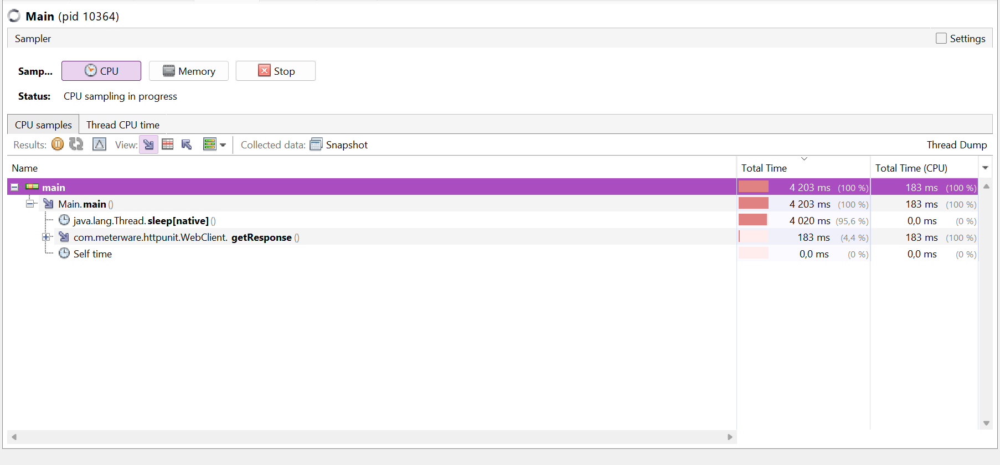 Main (pid 10364)
Sampler Settings
Samp... CPU Memory Stop
Status: CPU sampling in progress
CPU samples Thread CPU time
Results: View: Collected data: Snapshot Thread Dump
Name Total Time Total Time (CPU)
main 4 203 ms (100 %) 183 ms (100 %)
Main.main () 4 203 ms (100 %) 183 ms (100 %)
java.lang.Thread.sleep[native] () 4 020 ms (95,6 %) 0,0 ms (0 %)
com.meterware.httpunit.WebClient. getResponse () 183 ms (4,4 %) 183 ms (100 %)
Self time 0,0 ms (0 %) 0,0 ms (0 %)